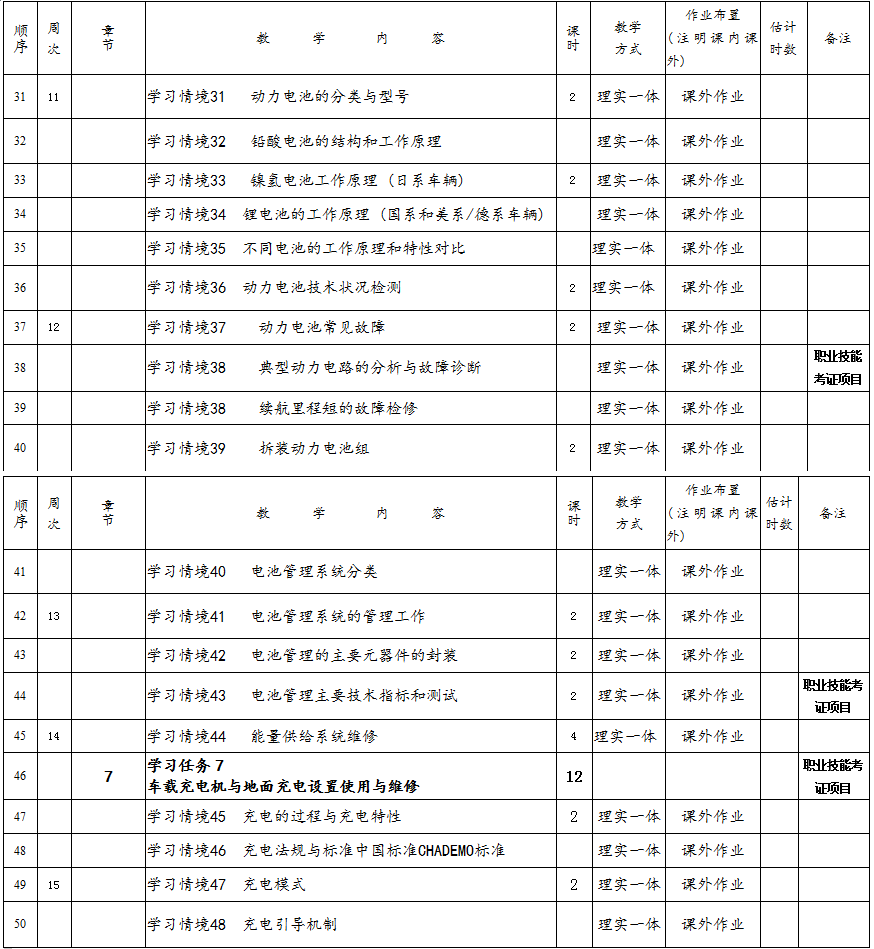 顺序 周次 章节 教 学 内 容 课时 教学方式 作业布置(注明课内课外) 估计时数 备注
31 11 学习情境31 动力电池的分类与型号 2 理实一体 课外作业
32 学习情境32 铅酸电池的结构和工作原理 理实一体 课外作业
33 学习情境33 镍氢电池工作原理(日系车辆) 2 理实一体 课外作业
34 学习情境34 锂电池的工作原理(国系和美系/德系车辆) 理实一体 课外作业
35 学习情境35 不同电池的工作原理和特性对比 理实一体 课外作业
36 学习情境36 动力电池技术状况检测 2 理实一体 课外作业
37 12 学习情境37 动力电池常见故障 2 理实一体 课外作业
38 学习情境38 典型动力电路的分析与故障诊断 理实一体 课外作业 职业技能考证项目
39 学习情境38 续航里程短的故障检修 理实一体 课外作业
40 学习情境39 拆装动力电池组 2 理实一体 课外作业
顺序 周次 章节 教 学 内 容 课时 教学方式 作业布置(注明课内课外) 估计时数 备注
41 学习情境40 电池管理系统分类 理实一体 课外作业
42 13 学习情境41 电池管理系统的管理工作 2 理实一体 课外作业
43 学习情境42 电池管理的主要元器件的封装 2 理实一体 课外作业
44 学习情境43 电池管理主要技术指标和测试 2 理实一体 课外作业 职业技能考证项目
45 14 学习情境44 能量供给系统维修 4 理实一体 课外作业
46 7 学习任务7 车载充电机与地面充电设置使用与维修 12 职业技能考证项目
47 学习情境45 充电的过程与充电特性 2 理实一体 课外作业
48 学习情境46 充电法规与标准中国标准CHADEMO标准 理实一体 课外作业
49 15 学习情境47 充电模式 2 理实一体 课外作业
50 学习情境48 充电引导机制 理实一体 课外作业